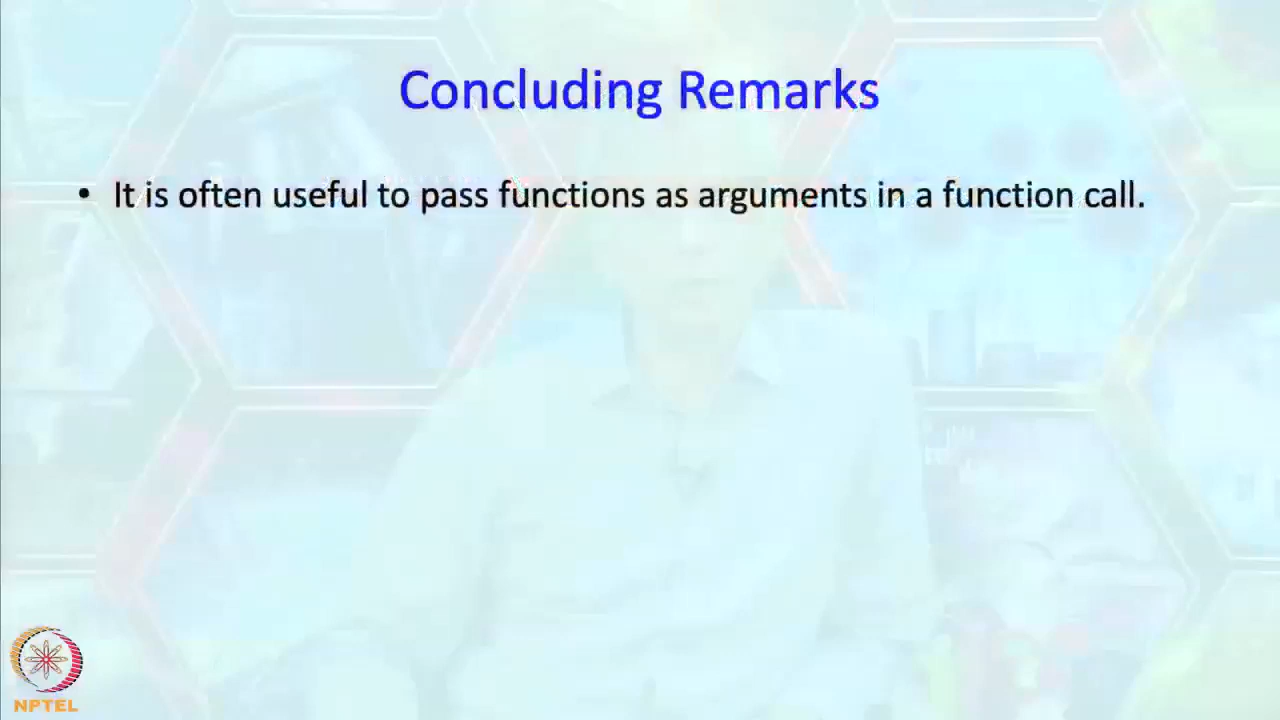 Concluding Remarks
• It is often useful to pass functions as arguments in a function call.
NPTEL